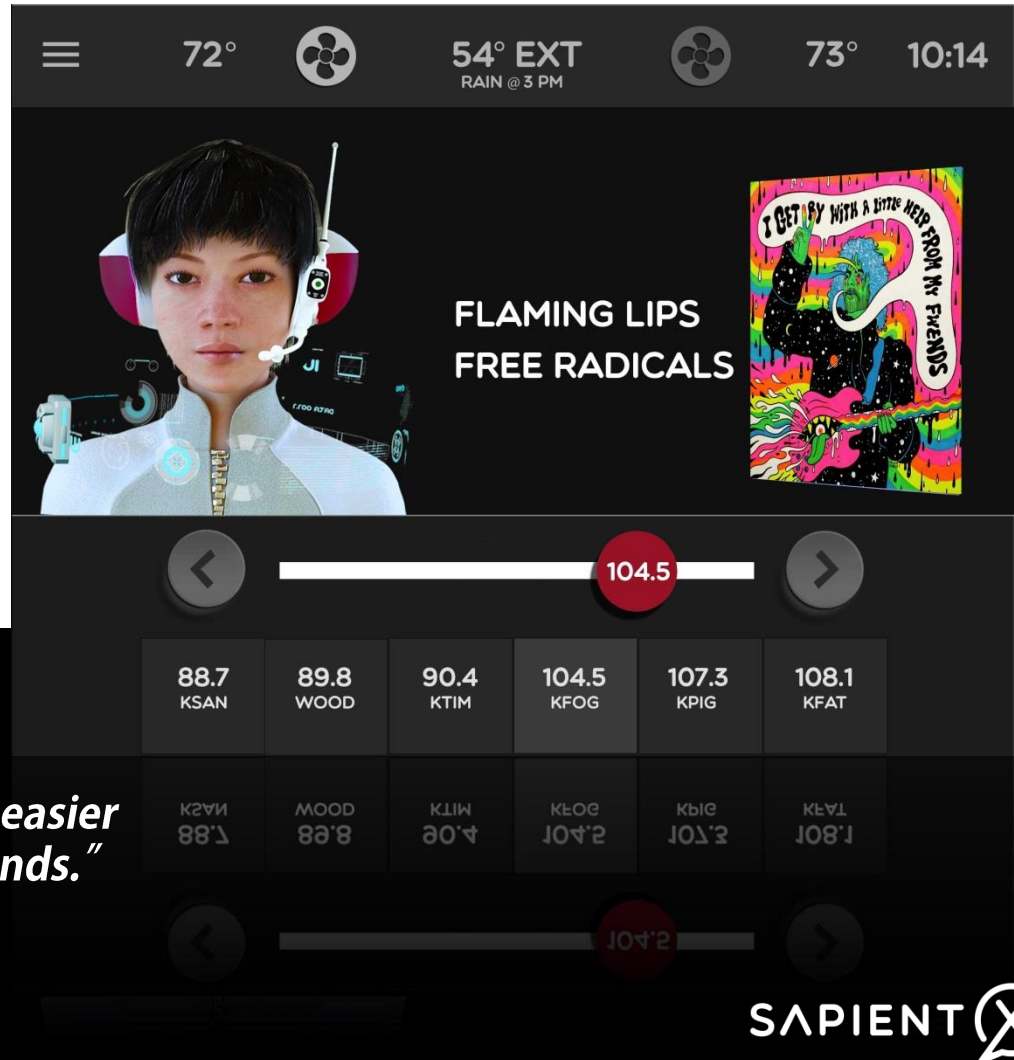 72°
54° EXT
RAIN @ 3 PM
73°
10:14
FLAMING LIPS
FREE RADICALS
I GET BY WITH A LITTLE HELP FROM MY FWENDS
104.5
88.7
KSAN
89.8
WOOD
90.4
KTIM
104.5
KFOG
107.3
KPIG
108.1
KFAT
easier
nds.”
SAPIENT X